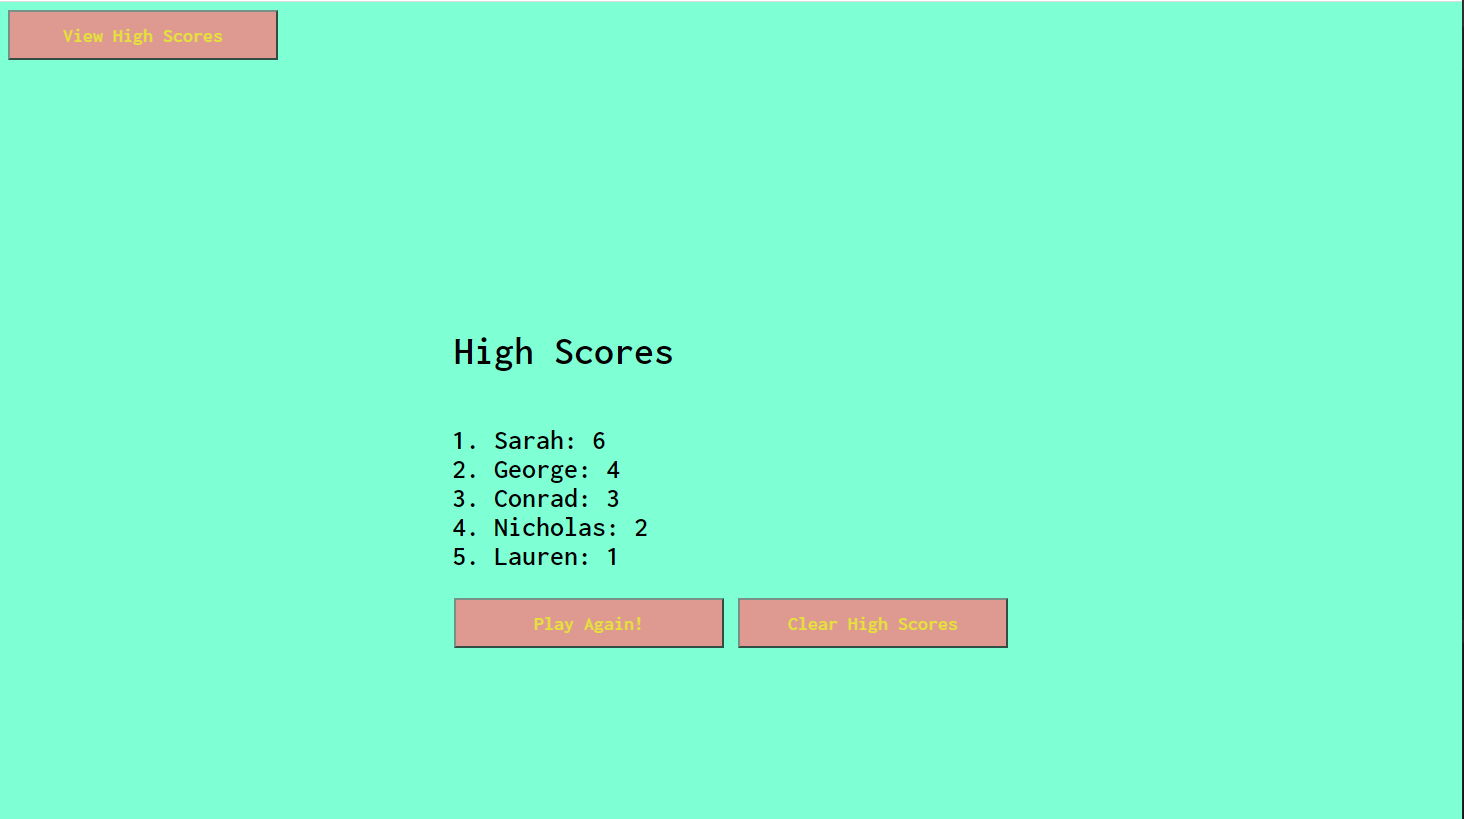 View High Scores
High Scores
1. Sarah: 6
2. George: 4
3. Conrad: 3
4. Nicholas: 2
5. Lauren: 1
Play Again!
Clear High Scores